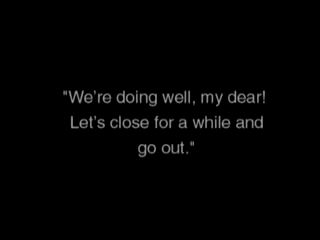 "We're doing well, my dear!
Let's close for a while and
go out."